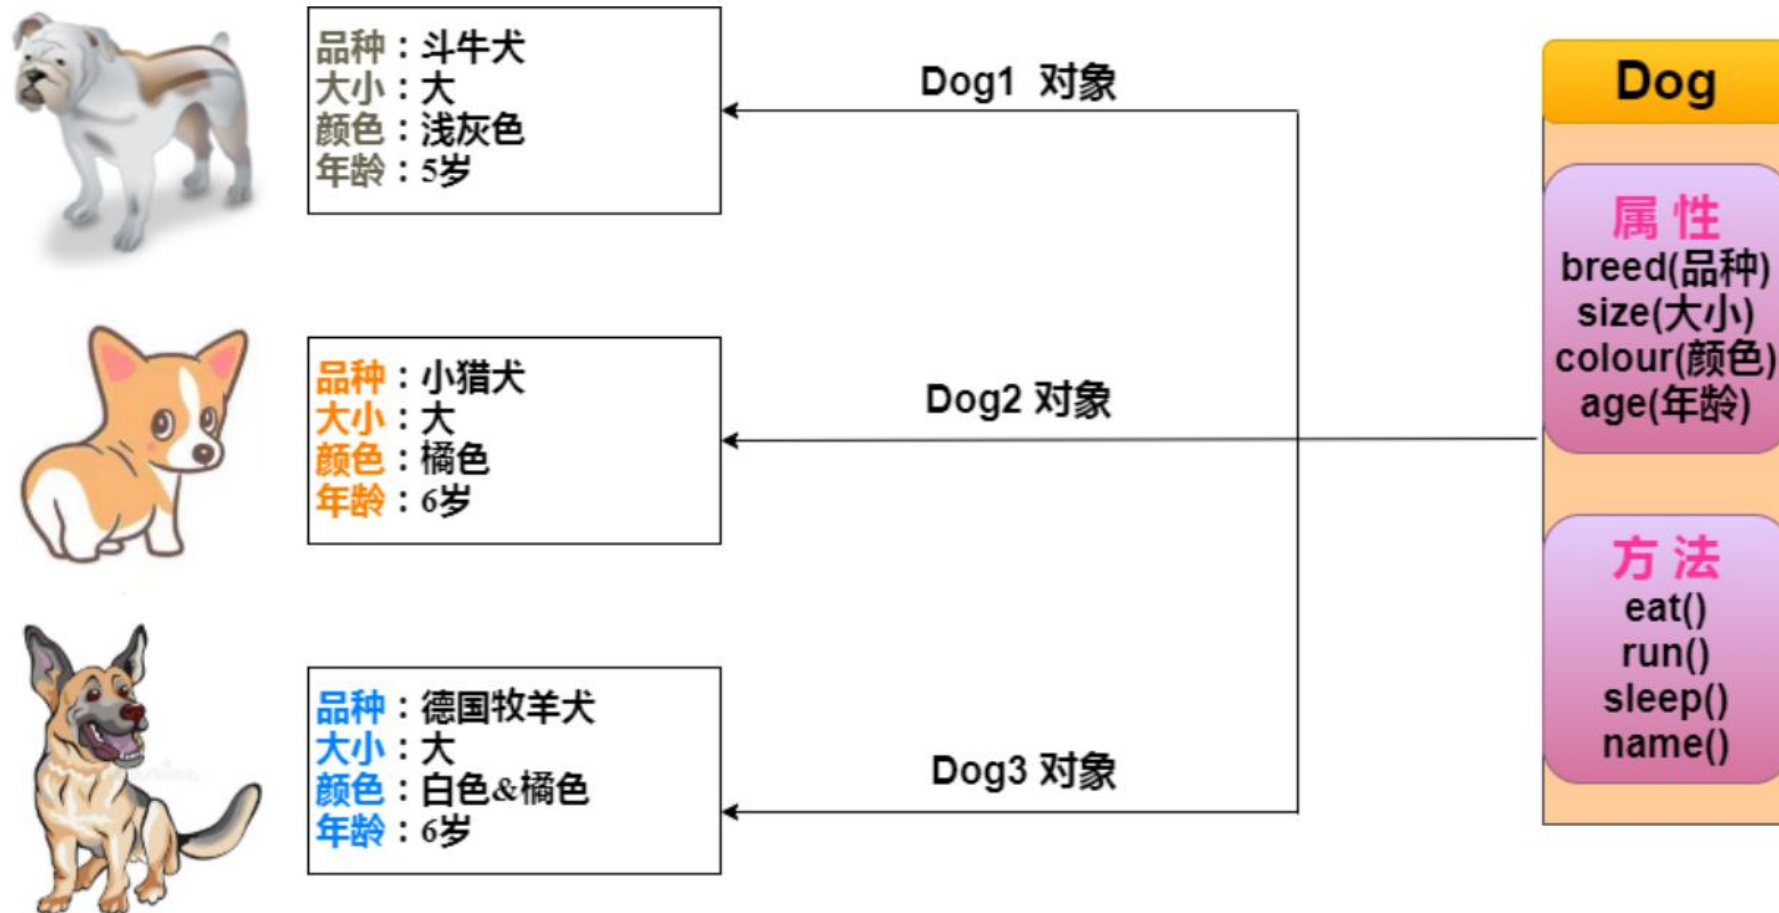 品种：斗牛犬
大小：大
颜色：浅灰色
年龄：5岁
Dog1 对象
品种：小猎犬
大小：大
颜色：橘色
年龄：6岁
Dog2 对象
品种：德国牧羊犬
大小：大
颜色：白色&橘色
年龄：6岁
Dog3 对象
Dog
属 性
breed(品种)
size(大小)
colour(颜色)
age(年龄)
方 法
eat()
run()
sleep()
name()